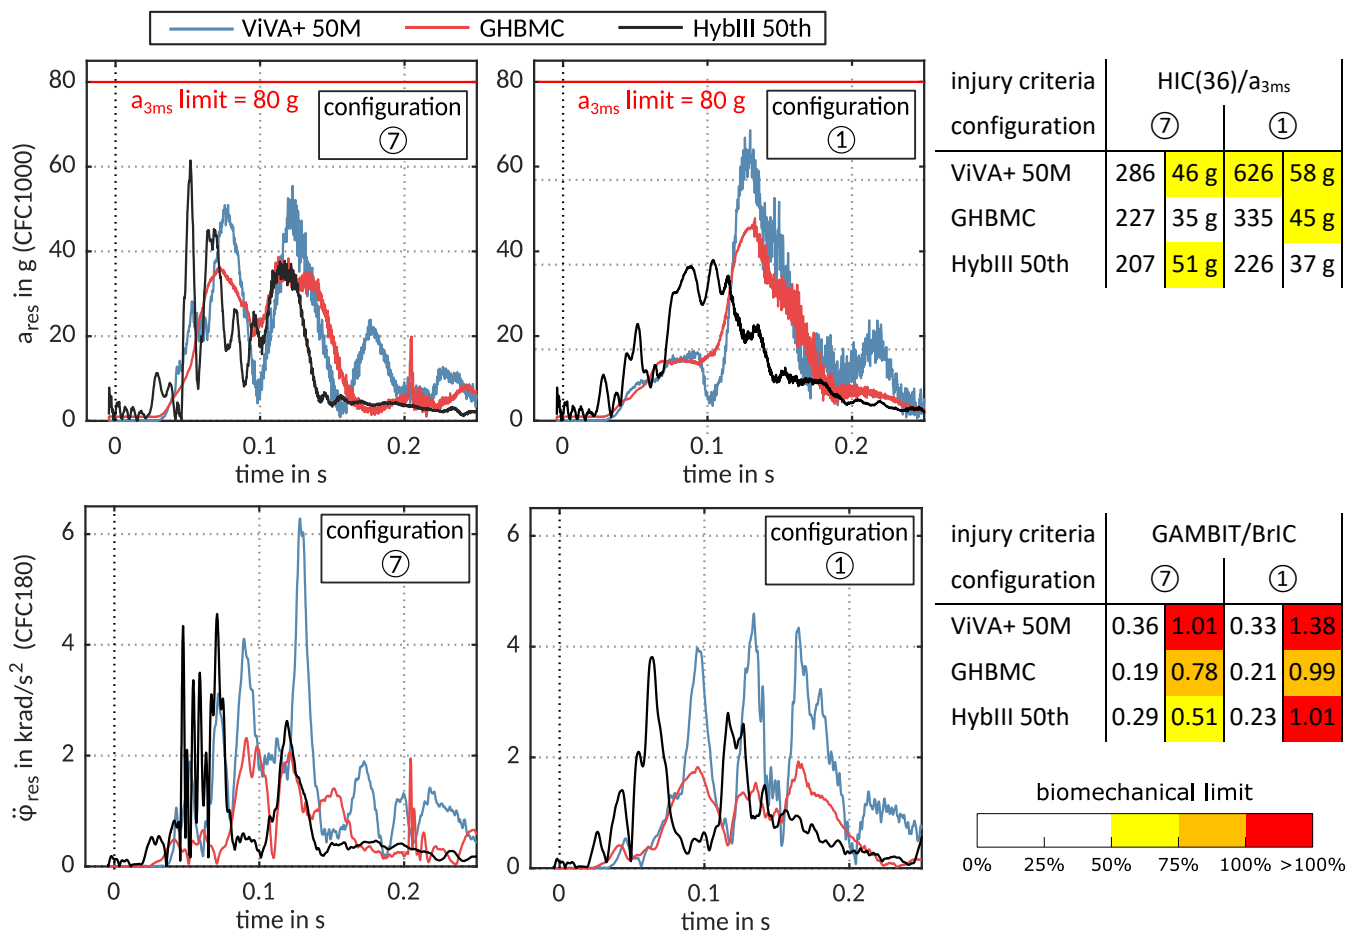 ViVA+ 50M GHBMC HybIII 50th
a_res in g (CFC1000)
80
60
40
20
0
a_3ms limit = 80 g
configuration
⑦
0 0.1 0.2
time in s
a_3ms limit = 80 g
configuration
①
80
60
40
20
0
0 0.1 0.2
time in s
injury criteria HIC(36)/a_3ms
configuration ⑦ ①
ViVA+ 50M 286 46 g 626 58 g
GHBMC 227 35 g 335 45 g
HybIII 50th 207 51 g 226 37 g
φ̈_res in krad/s² (CFC180)
6
4
2
0
configuration
⑦
0 0.1 0.2
time in s
6
4
2
0
configuration
①
0 0.1 0.2
time in s
injury criteria GAMBIT/BrIC
configuration ⑦ ①
ViVA+ 50M 0.36 1.01 0.33 1.38
GHBMC 0.19 0.78 0.21 0.99
HybIII 50th 0.29 0.51 0.23 1.01
biomechanical limit
0% 25% 50% 75% 100% >100%